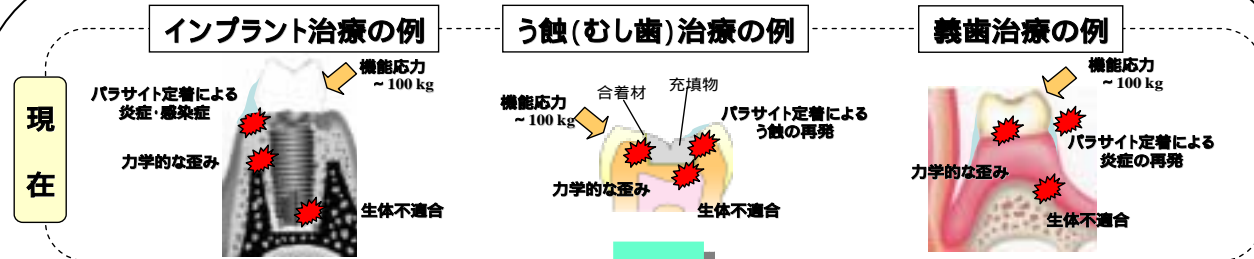 インプラント治療の例
う蝕(むし歯)治療の例
義歯治療の例
現
在
機能応力
~100 kg
パラサイト定着による
炎症・感染症
力学的な歪み
生体不適合
機能応力
~100 kg
合着材
充填物
パラサイト定着による
う蝕の再発
力学的な歪み
生体不適合
機能応力
~100 kg
パラサイト定着による
炎症の再発
力学的な歪み
生体不適合